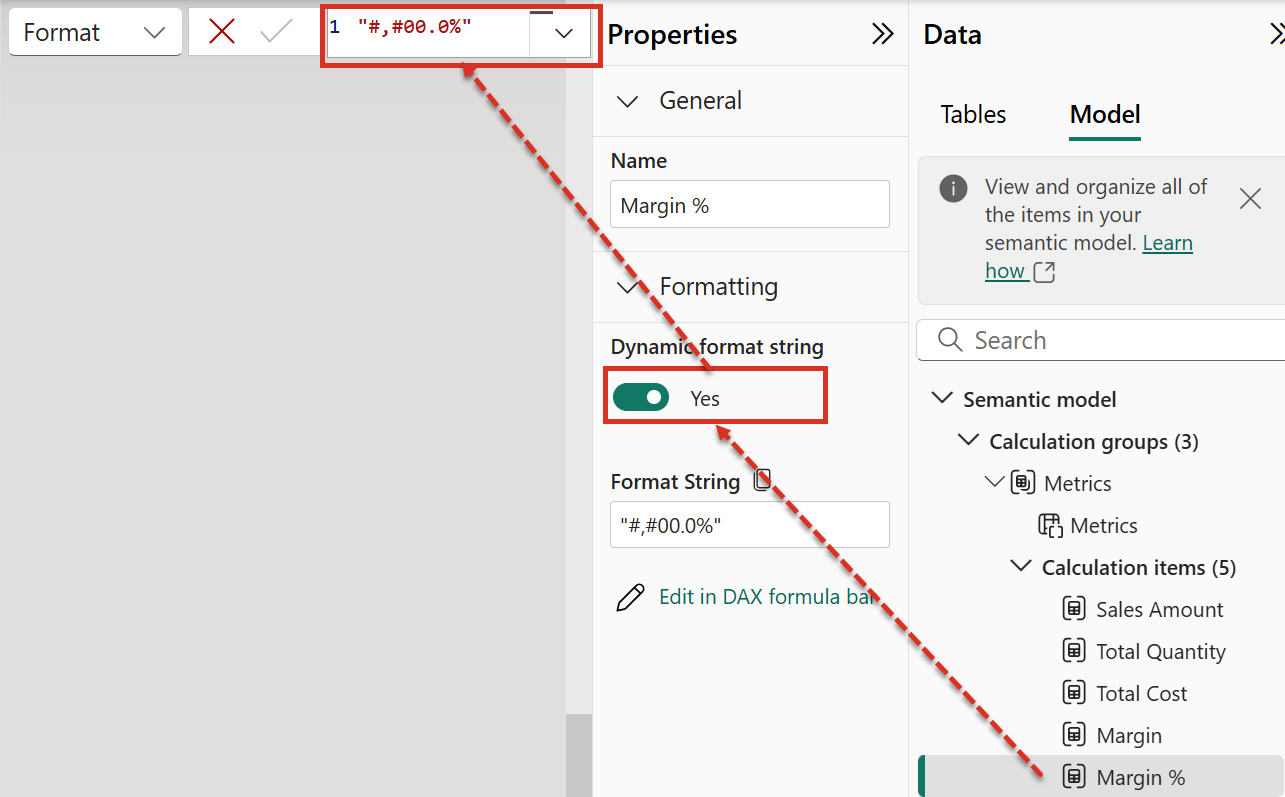 Format
1 "#,#00.0%"
Properties
General
Name
Margin %
Formatting
Dynamic format string
Yes
Format String
"#,#00.0%"
Edit in DAX formula bar
Data
Tables
Model
View and organize all of
the items in your
semantic model. Learn
how
Search
Semantic model
Calculation groups (3)
Metrics
Metrics
Calculation items (5)
Sales Amount
Total Quantity
Total Cost
Margin
Margin %